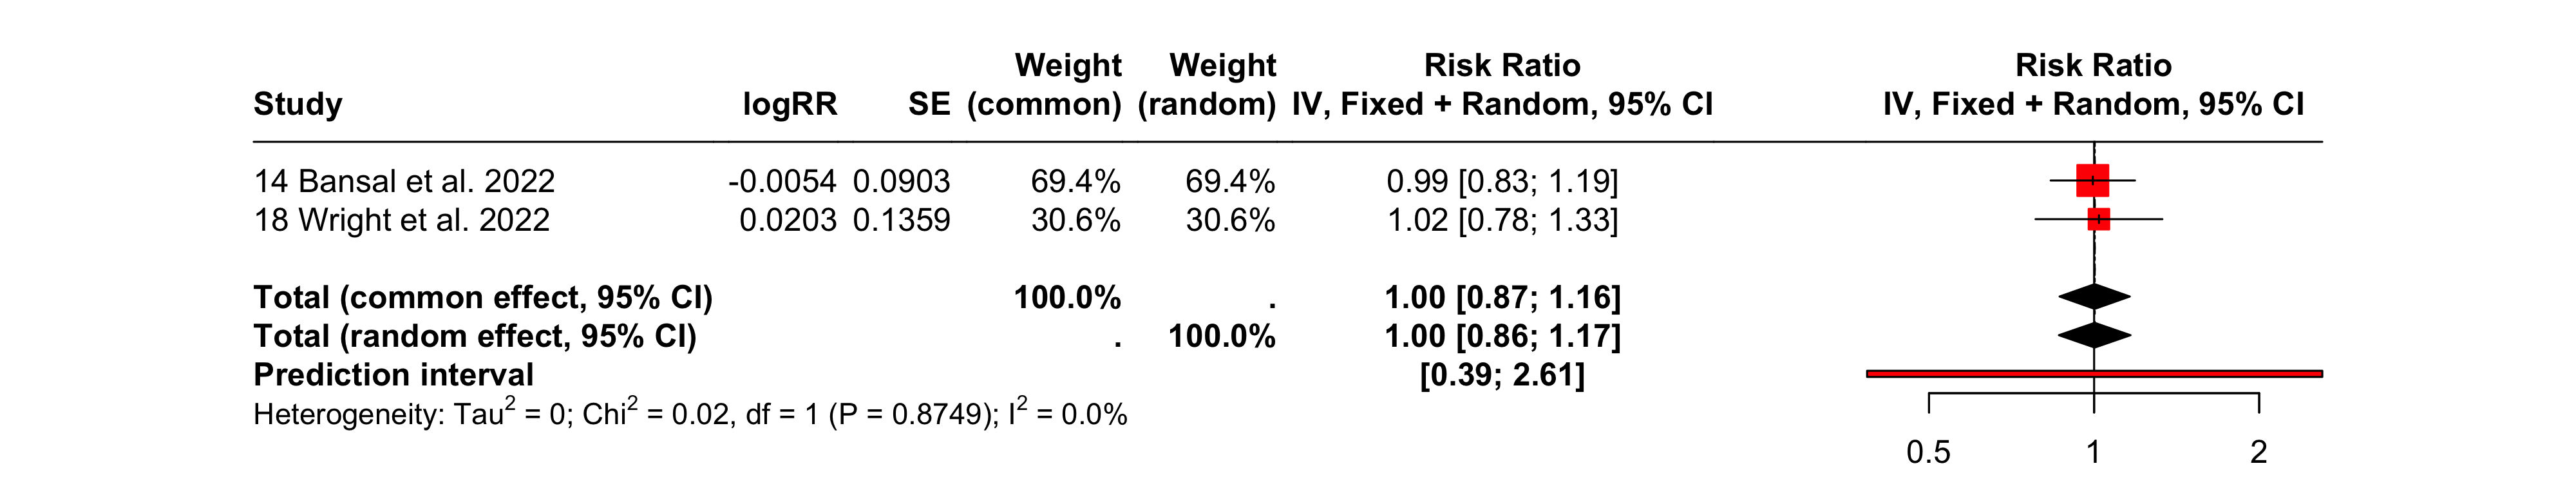 Weight Weight Risk Ratio Risk Ratio
Study logRR SE (common) (random) IV, Fixed + Random, 95% CI IV, Fixed + Random, 95% CI
14 Bansal et al. 2022 -0.0054 0.0903 69.4% 69.4% 0.99 [0.83; 1.19]
18 Wright et al. 2022 0.0203 0.1359 30.6% 30.6% 1.02 [0.78; 1.33]
Total (common effect, 95% CI) 100.0% . 1.00 [0.87; 1.16]
Total (random effect, 95% CI) . 100.0% 1.00 [0.86; 1.17]
Prediction interval [0.39; 2.61]
Heterogeneity: Tau² = 0; Chi² = 0.02, df = 1 (P = 0.8749); I² = 0.0%
0.5 1 2